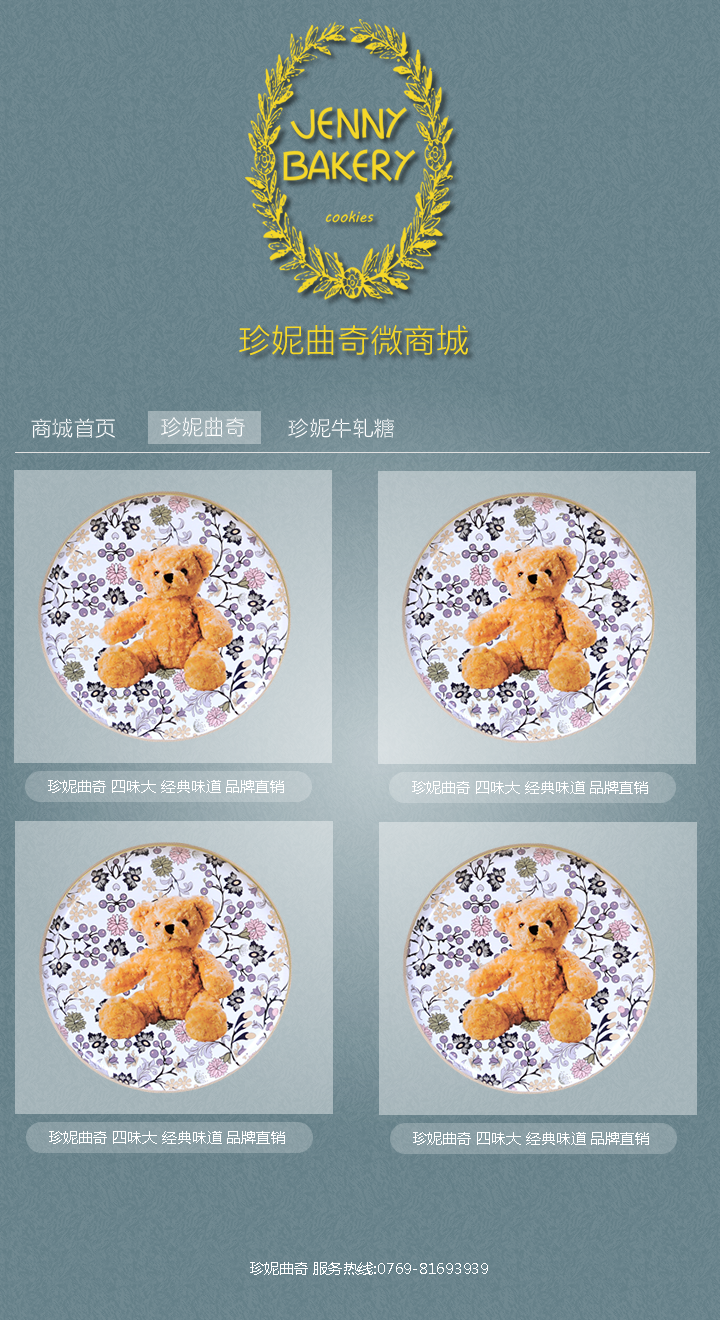 JENNY
BAKERY
cookies
珍妮曲奇微商城
商城首页 珍妮曲奇 珍妮牛轧糖
珍妮曲奇 四味大 经典味道 品牌直销
珍妮曲奇 四味大 经典味道 品牌直销
珍妮曲奇 四味大 经典味道 品牌直销
珍妮曲奇 四味大 经典味道 品牌直销
珍妮曲奇 服务热线:0769-81693939